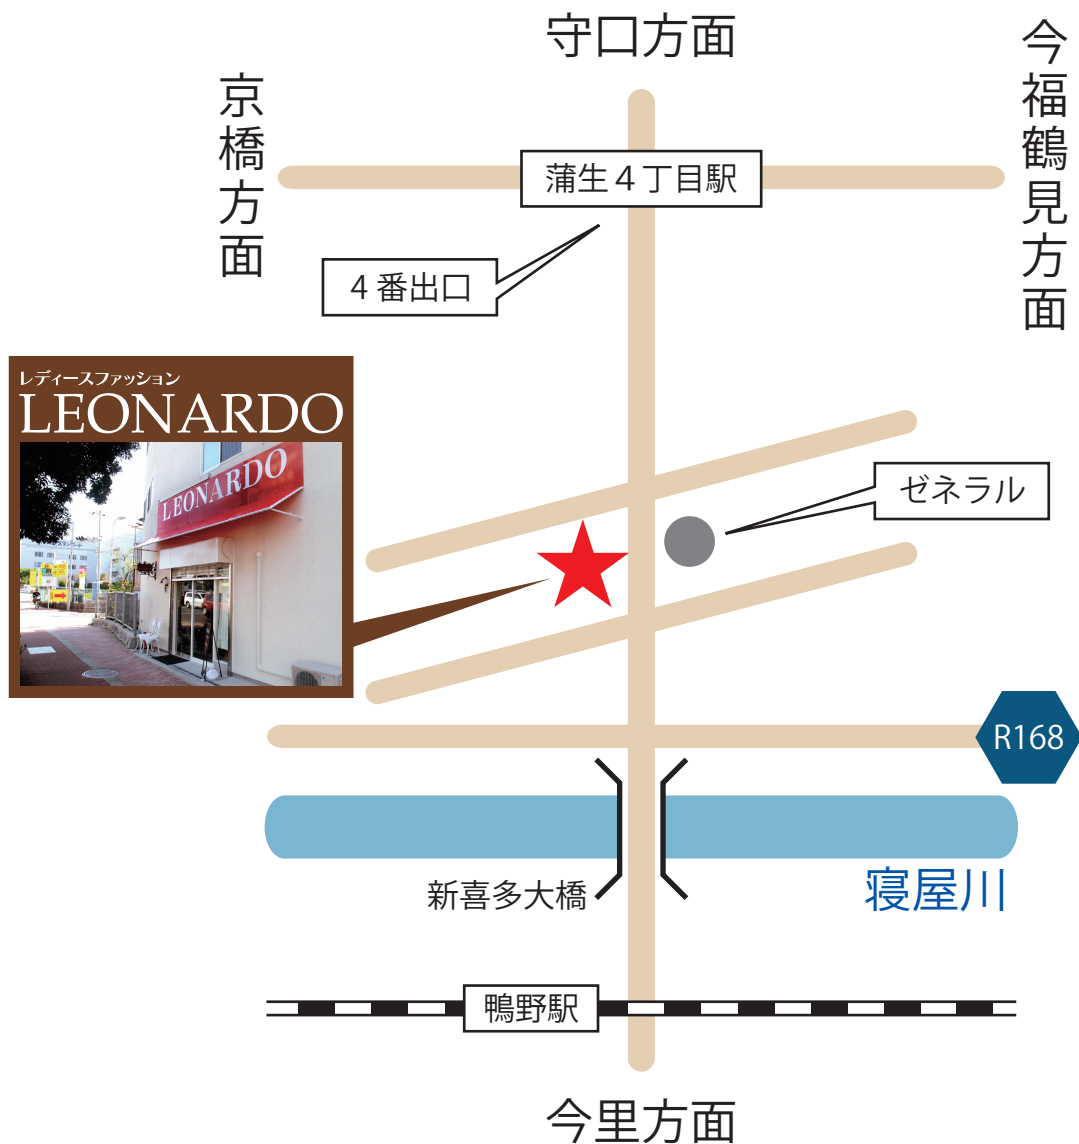 守口方面
京橋方面
今福鶴見方面
蒲生４丁目駅
４番出口
レディースファッション
LEONARDO
LEONARDO
ゼネラル
R168
新喜多大橋
寝屋川
鴫野駅
今里方面